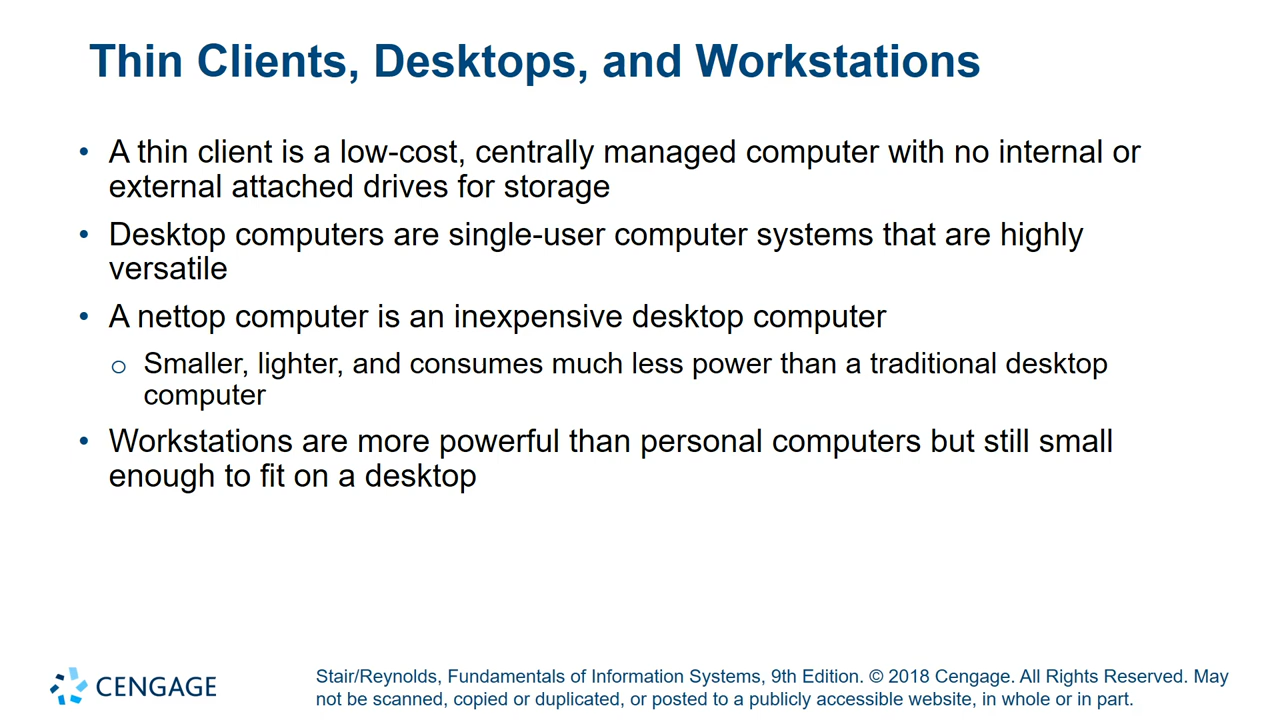 Thin Clients, Desktops, and Workstations
• A thin client is a low-cost, centrally managed computer with no internal or
external attached drives for storage
• Desktop computers are single-user computer systems that are highly
versatile
• A nettop computer is an inexpensive desktop computer
o Smaller, lighter, and consumes much less power than a traditional desktop
computer
• Workstations are more powerful than personal computers but still small
enough to fit on a desktop
CENGAGE
Stair/Reynolds, Fundamentals of Information Systems, 9th Edition. © 2018 Cengage. All Rights Reserved. May
not be scanned, copied or duplicated, or posted to a publicly accessible website, in whole or in part.